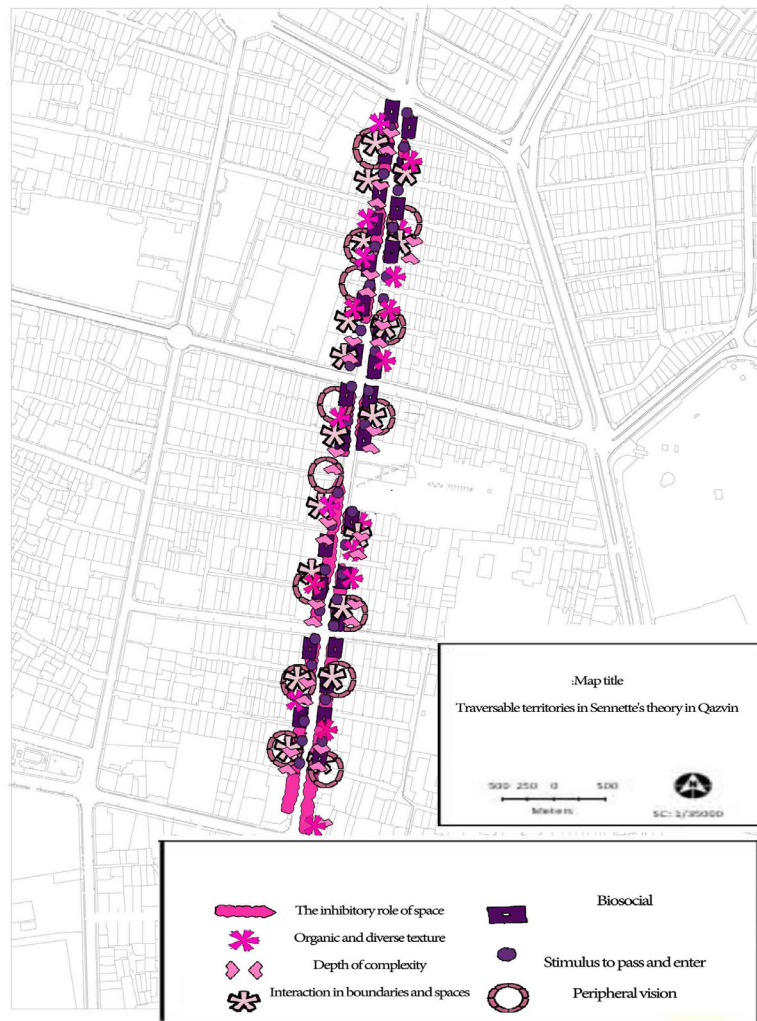 :Map title
Traversable territories in Sennette's theory in Qazvin
500 250 0 500
Meters
N
SC: 1/35000
The inhibitory role of space
Organic and diverse texture
Depth of complexity
Interaction in boundaries and spaces
Biosocial
Stimulus to pass and enter
Peripheral vision